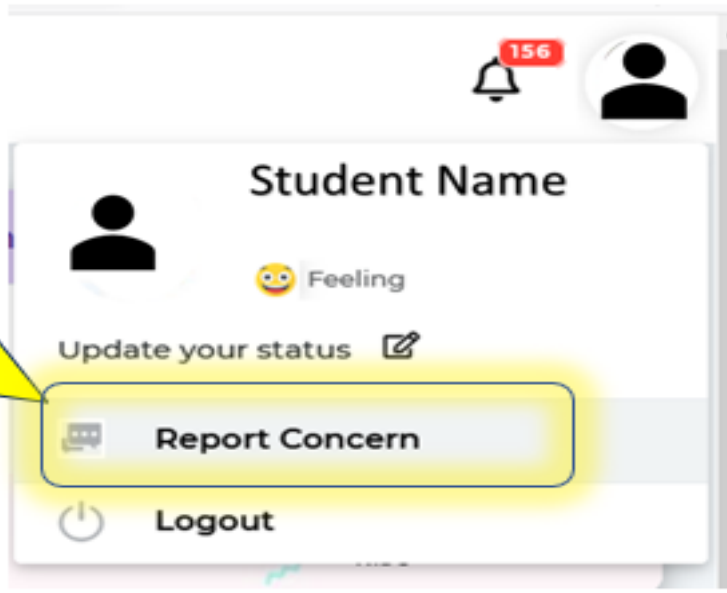 156
Student Name
Feeling
Update your status
Report Concern
Logout